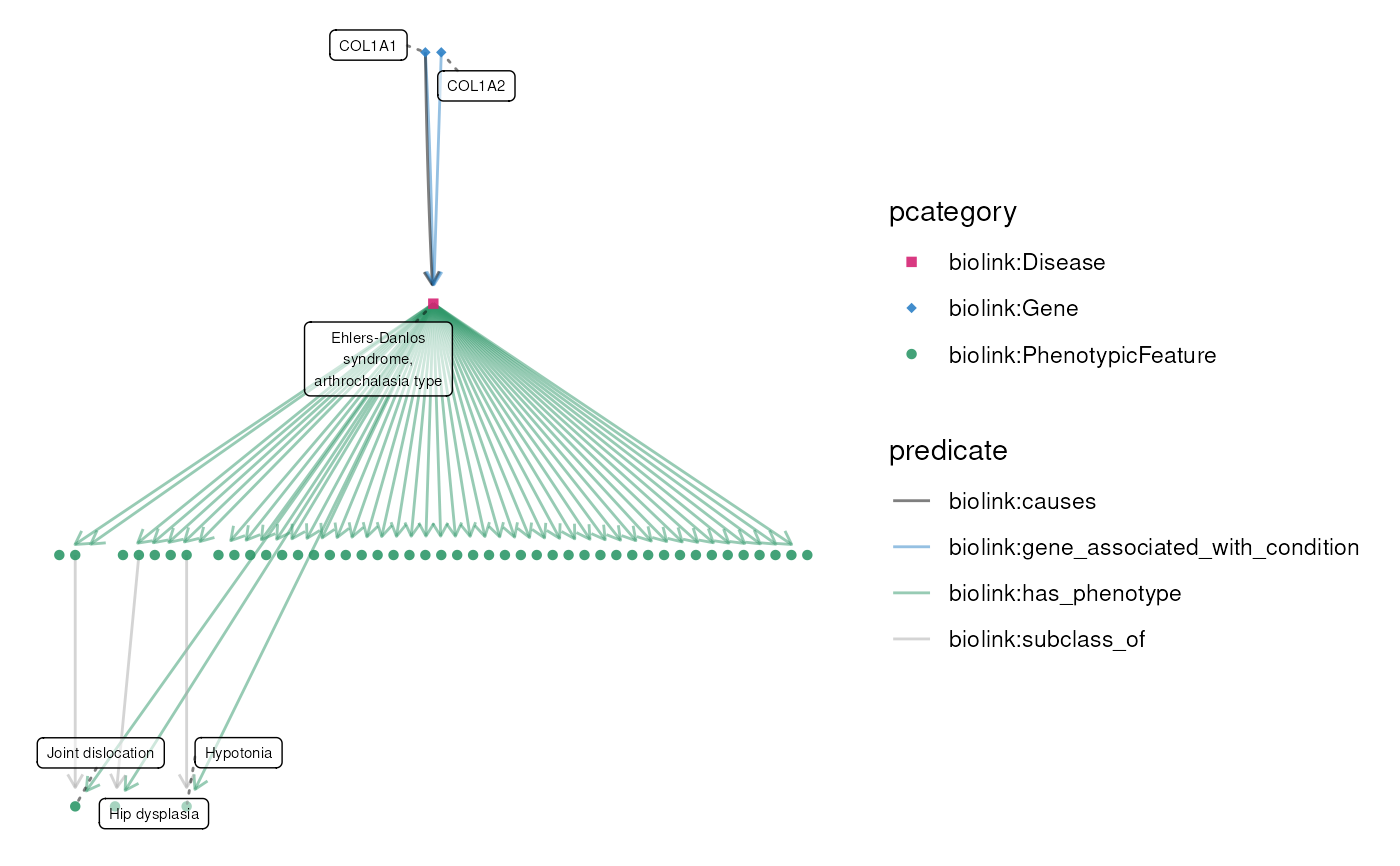 COL1A1
COL1A2
Ehlers-Danlos
syndrome,
arthrochalasia type
Joint dislocation
Hypotonia
Hip dysplasia
pcategory
biolink:Disease
biolink:Gene
biolink:PhenotypicFeature
predicate
biolink:causes
biolink:gene_associated_with_condition
biolink:has_phenotype
biolink:subclass_of